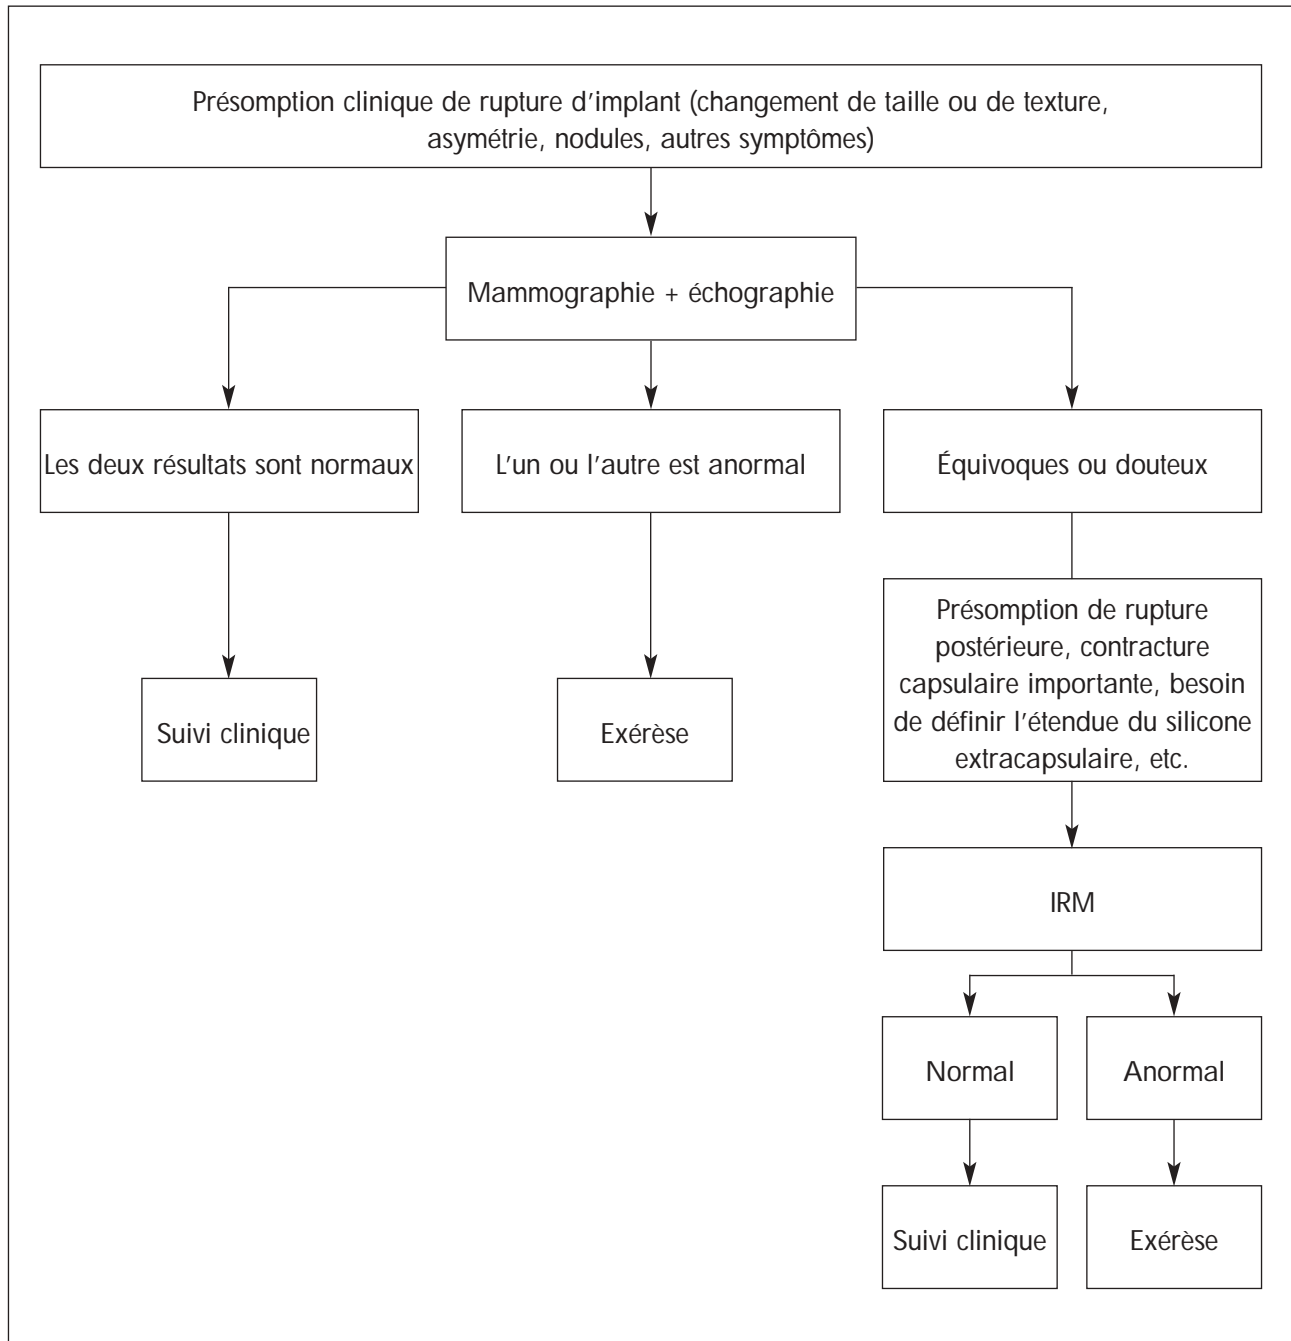 Présomption clinique de rupture d'implant (changement de taille ou de texture,
asymétrie, nodules, autres symptômes)
Mammographie + échographie
Les deux résultats sont normaux
L'un ou l'autre est anormal
Équivoques ou douteux
Présomption de rupture
postérieure, contracture
capsulaire importante, besoin
de définir l'étendue du silicone
extracapsulaire, etc.
Suivi clinique
Exérèse
IRM
Normal
Anormal
Suivi clinique
Exérèse